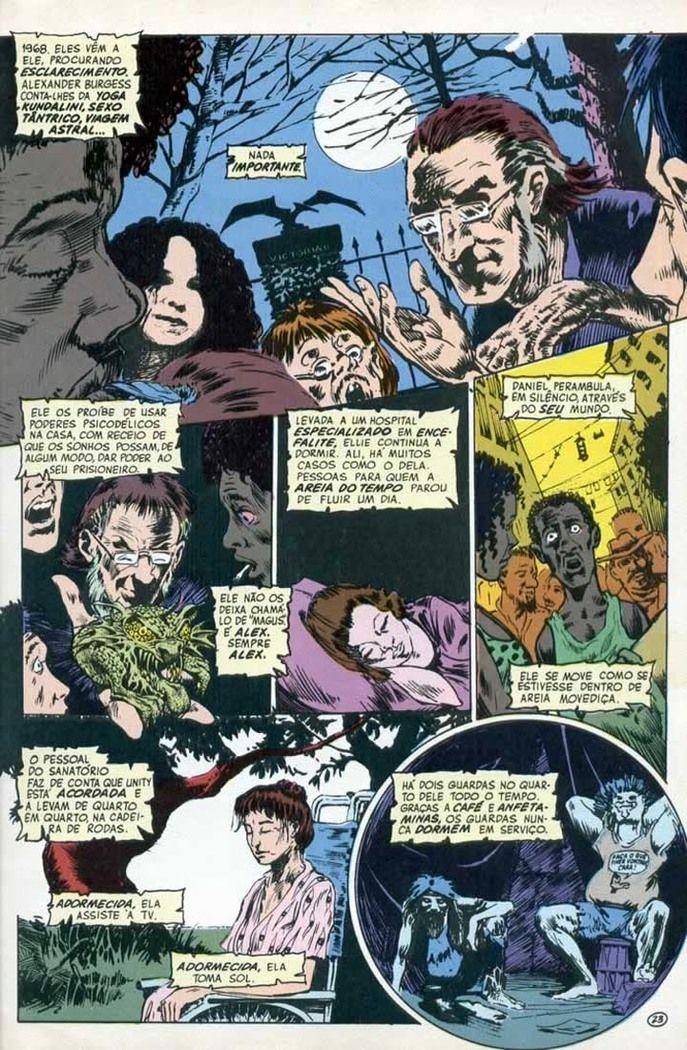 1968. ELES VÊM A
ELE, PROCURANDO
ESCLARECIMENTO.
ALEXANDER BURGESS
CONTA-LHES DA YOGA
KUNDALINI, SEXO
TÂNTRICO, VIAGEM
ASTRAL...
NADA
IMPORTANTE.
ELE OS PROÍBE DE USAR
PODERES PSICODÉLICOS
NA CASA, COM RECEIO DE
QUE OS SONHOS POSSAM, DE
ALGUM MODO, DAR PODER AO
SEU PRISIONEIRO.
ELE NÃO OS
DEIXA CHAMÁ-
LO DE "MAGUS".
É ALEX.
SEMPRE
ALEX.
LEVADA A UM HOSPITAL
ESPECIALIZADO EM ENCE-
FALITE, ELLIE CONTINUA A
DORMIR. ALI, HÁ MUITOS
CASOS COMO O DELA.
PESSOAS PARA QUEM A
AREIA DO TEMPO PAROU
DE FLUIR UM DIA.
DANIEL PERAMBULA,
EM SILÊNCIO, ATRAVÉS
DO SEU MUNDO.
ELE SE MOVE COMO SE
ESTIVESSE DENTRO DE
AREIA MOVEDIÇA.
O PESSOAL
DO SANATÓRIO
FAZ DE CONTA QUE UNITY
ESTÁ ACORDADA E
A LEVAM DE QUARTO
EM QUARTO, NA CADEI-
RA DE RODAS.
ADORMECIDA, ELA
ASSISTE À TV.
ADORMECIDA, ELA
TOMA SOL.
HÁ DOIS GUARDAS NO QUAR-
TO DELE TODO O TEMPO.
GRAÇAS A CAFÉ E ANFETA-
MINAS, OS GUARDAS NUN-
CA DORMEM EM SERVIÇO.
FAÇA O QUE
CARA!
23